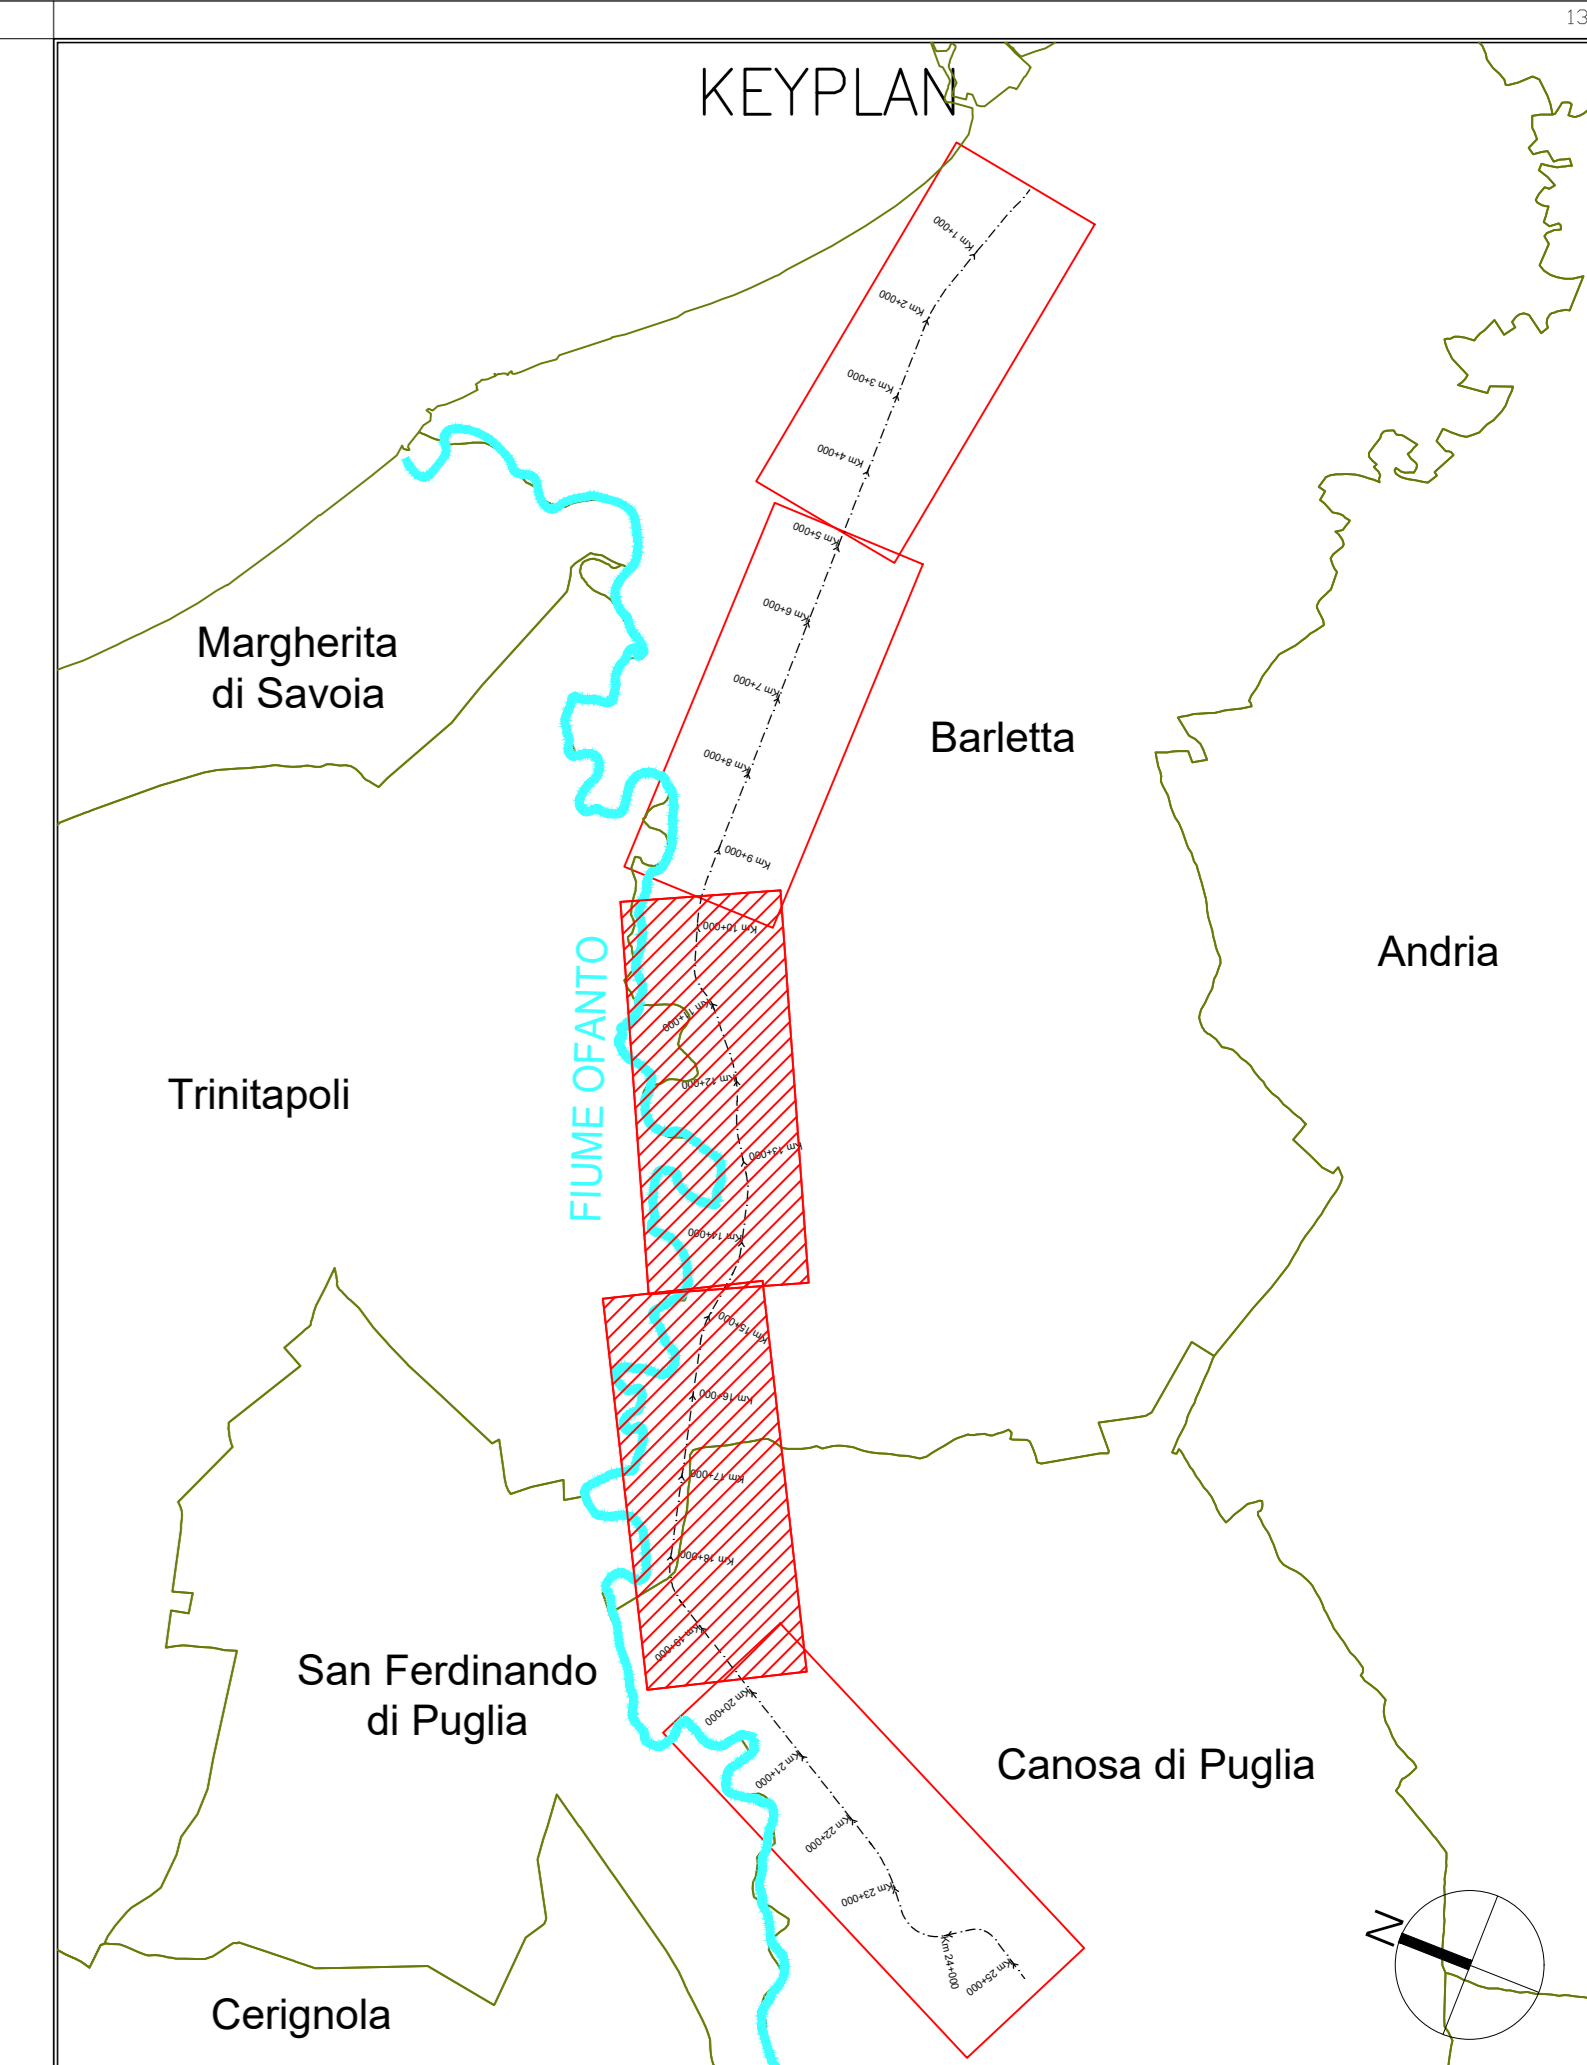 13
KEYPLAN
Km 1+000
Km 2+000
Km 3+000
Km 4+000
Km 5+000
Km 6+000
Margherita
di Savoia
Km 7+000
Barletta
Km 8+000
Km 9+000
Km 10+000
Andria
FIUME OFANTO
Km 11+000
Km 12+000
Trinitapoli
Km 13+000
Km 14+000
Km 15+000
Km 16+000
Km 17+000
Km 18+000
Km 19+000
San Ferdinando
di Puglia
Km 20+000
Canosa di Puglia
Km 21+000
Km 22+000
Km 23+000
Km 24+000
Km 25+000
N
Cerignola